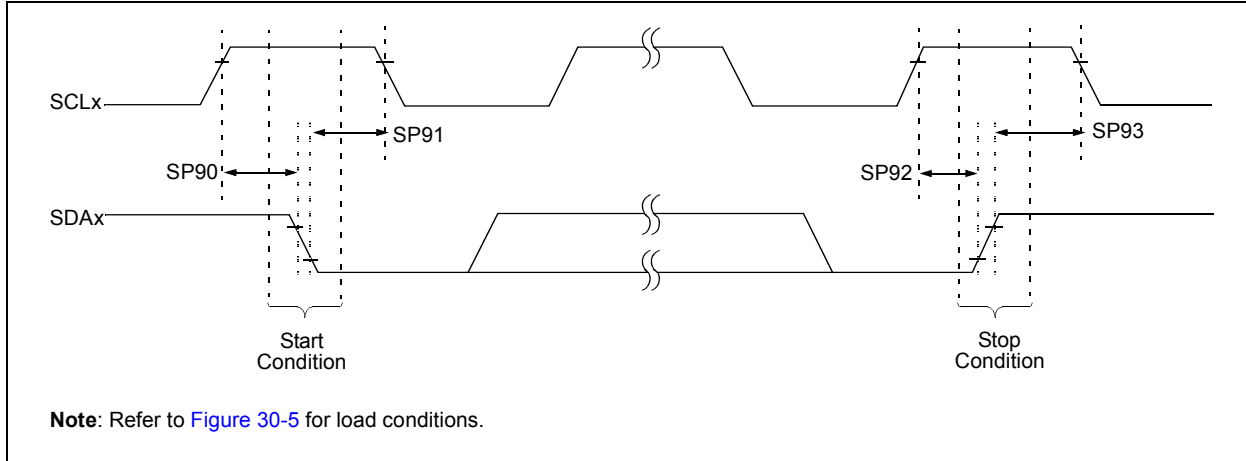 SCLx
SP91
SP93
SP90
SP92
SDAx
Start
Condition
Stop
Condition
Note: Refer to Figure 30-5 for load conditions.